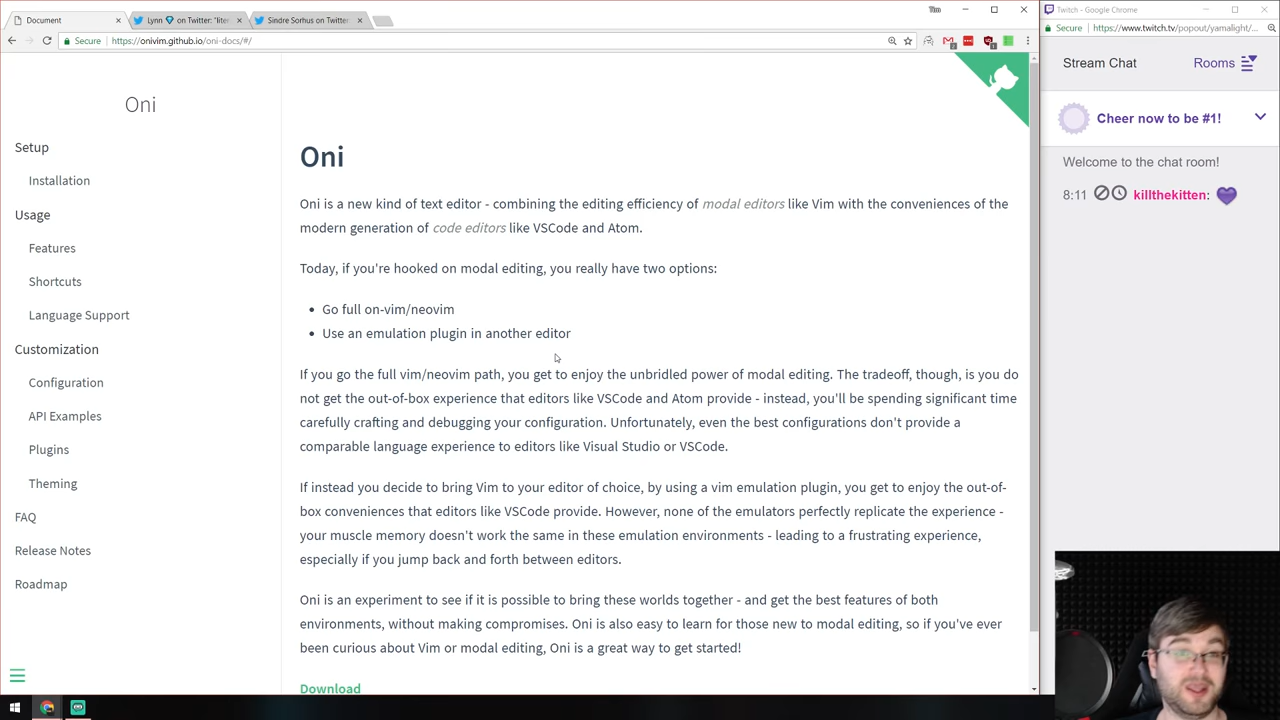 Document
Lynn
on Twitter: "liter
Sindre Sorhus on Twitter
Tim
Secure
https://onivim.github.io/oni-docs/#/
Oni
Setup
Installation
Usage
Features
Shortcuts
Language Support
Customization
Configuration
API Examples
Plugins
Theming
FAQ
Release Notes
Roadmap
Oni
Oni is a new kind of text editor - combining the editing efficiency of modal editors like Vim with the conveniences of the
modern generation of code editors like VSCode and Atom.
Today, if you're hooked on modal editing, you really have two options:
• Go full on-vim/neovim
• Use an emulation plugin in another editor
If you go the full vim/neovim path, you get to enjoy the unbridled power of modal editing. The tradeoff, though, is you do
not get the out-of-box experience that editors like VSCode and Atom provide - instead, you'll be spending significant time
carefully crafting and debugging your configuration. Unfortunately, even the best configurations don't provide a
comparable language experience to editors like Visual Studio or VSCode.
If instead you decide to bring Vim to your editor of choice, by using a vim emulation plugin, you get to enjoy the out-of-
box conveniences that editors like VSCode provide. However, none of the emulators perfectly replicate the experience -
your muscle memory doesn't work the same in these emulation environments - leading to a frustrating experience,
especially if you jump back and forth between editors.
Oni is an experiment to see if it is possible to bring these worlds together - and get the best features of both
environments, without making compromises. Oni is also easy to learn for those new to modal editing, so if you've ever
been curious about Vim or modal editing, Oni is a great way to get started!
Download
Twitch - Google Chrome
Secure
https://www.twitch.tv/popout/yamalight/...
Stream Chat
Rooms
Cheer now to be #1!
Welcome to the chat room!
8:11 killthekitten: